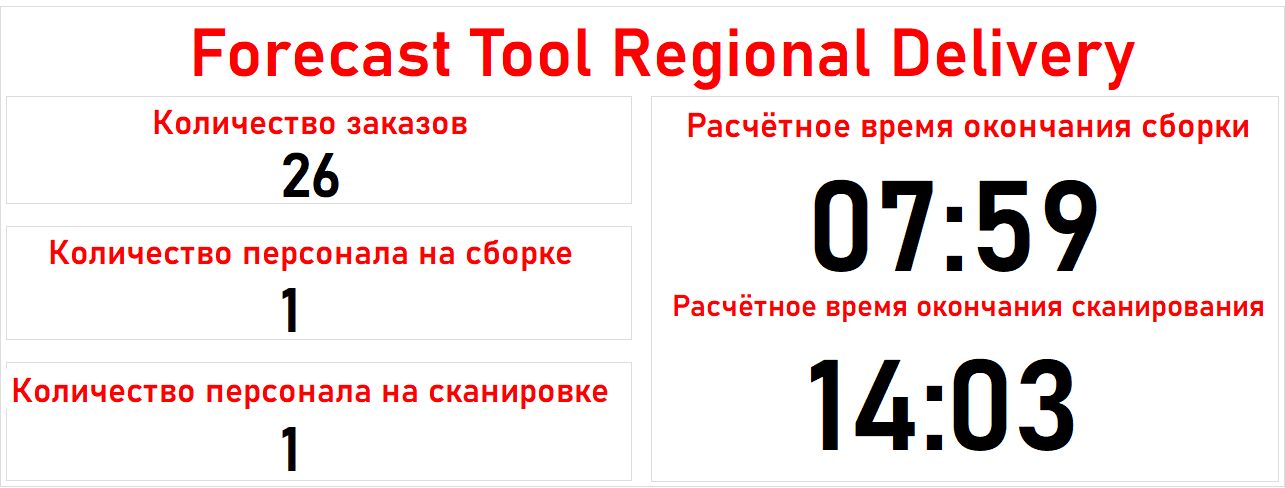 Forecast Tool Regional Delivery
Количество заказов
26
Количество персонала на сборке
1
Количество персонала на сканировке
1
Расчётное время окончания сборки
07:59
Расчётное время окончания сканирования
14:03